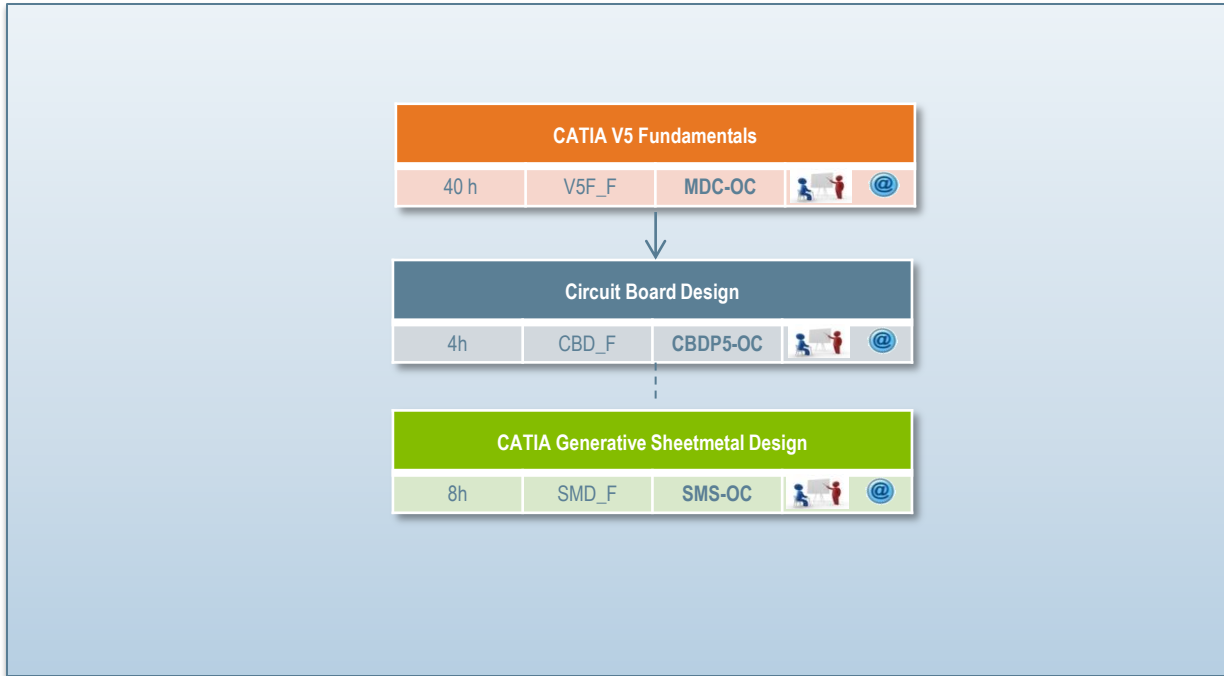 CATIA V5 Fundamentals
40 h V5F_F MDC-OC @
Circuit Board Design
4h CBD_F CBDP5-OC @
CATIA Generative Sheetmetal Design
8h SMD_F SMS-OC @